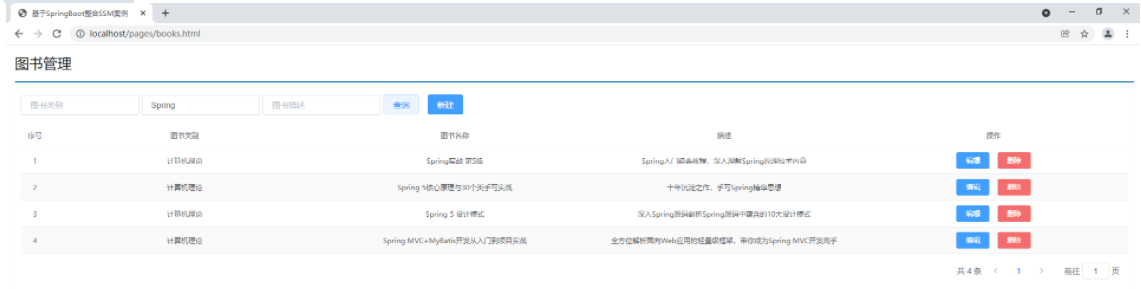 基于SpringBoot整合SSM案例
localhost/pages/books.html
图书管理
图书类别 Spring 图书描述 查询 新建
序号 图书类别 图书名称 描述 操作
1 计算机理论 Spring实战 第5版 Spring入门经典教程，深入理解Spring原理技术内幕 编辑 删除
2 计算机理论 Spring 5核心原理与30个类手写实战 十年沉淀之作，手写Spring精华思想 编辑 删除
3 计算机理论 Spring 5 设计模式 深入Spring源码剖析Spring源码中蕴含的10大设计模式 编辑 删除
4 计算机理论 Spring MVC+MyBatis开发从入门到项目实战 全方位解析面向Web应用的轻量级框架，带你成为Spring MVC开发高手 编辑 删除
共 4 条 1 前往 1 页